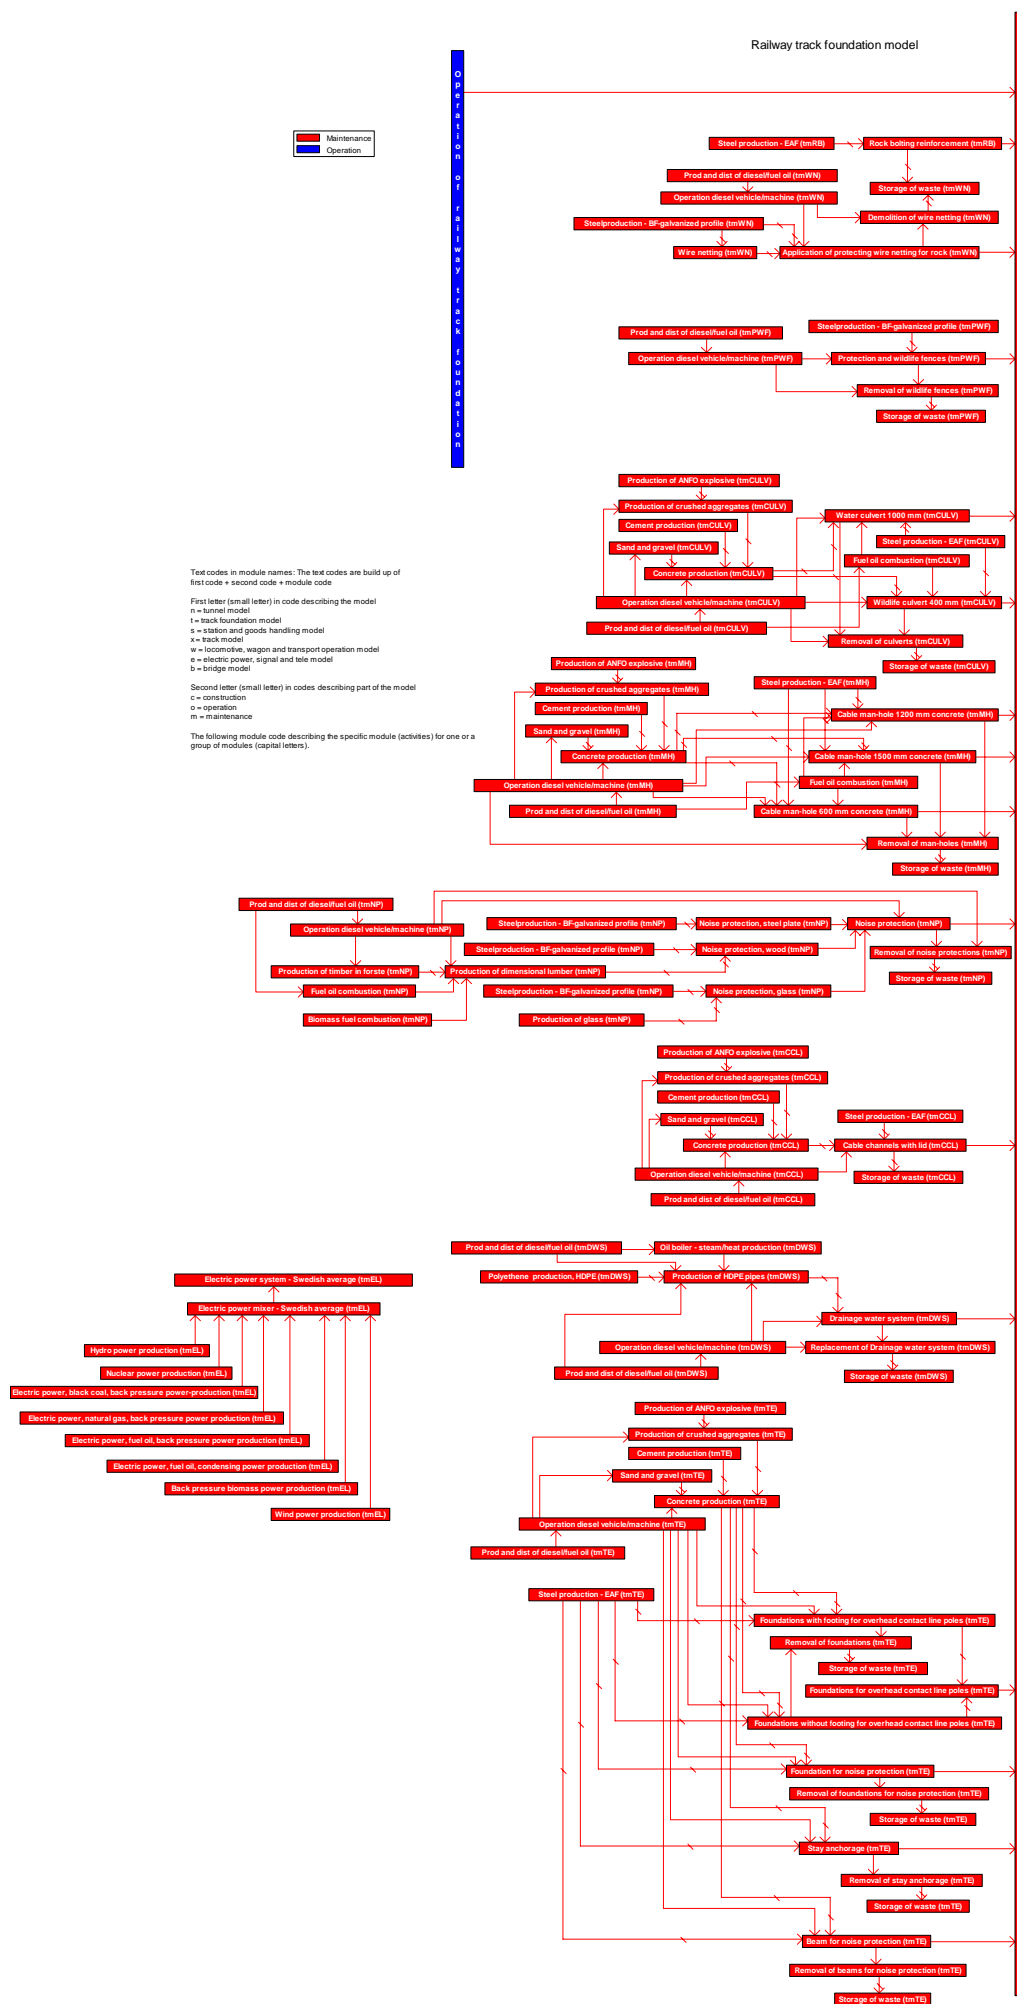 Railway track foundation model
Operation of railway track foundation
Maintenance
Operation
Steel production - EAF (tmRB)
Rock bolting reinforcement (tmRB)
Prod and dist of diesel/fuel oil (tmWN)
Storage of waste (tmWN)
Operation diesel vehicle/machine (tmWN)
Demolition of wire netting (tmWN)
Steelproduction - BF-galvanized profile (tmWN)
Wire netting (tmWN)
Application of protecting wire netting for rock (tmWN)
Steelproduction - BF-galvanized profile (tmPWF)
Prod and dist of diesel/fuel oil (tmPWF)
Operation diesel vehicle/machine (tmPWF)
Protection and wildlife fences (tmPWF)
Removal of wildlife fences (tmPWF)
Storage of waste (tmPWF)
Production of ANFO explosive (tmCULV)
Production of crushed aggregates (tmCULV)
Water culvert 1000 mm (tmCULV)
Cement production (tmCULV)
Steel production - EAF (tmCULV)
Sand and gravel (tmCULV)
Fuel oil combustion (tmCULV)
Concrete production (tmCULV)
Operation diesel vehicle/machine (tmCULV)
Wildlife culvert 400 mm (tmCULV)
Prod and dist of diesel/fuel oil (tmCULV)
Removal of culverts (tmCULV)
Storage of waste (tmCULV)
Text codes in module names: The text codes are build up of
first code + second code + module code
First letter (small letter) in code describing the model
n = tunnel model
t = track foundation model
s = station and goods handling model
x = track model
w = locomotive, wagon and transport operation model
e = electric power, signal and tele model
b = bridge model
Second letter (small letter) in codes describing part of the model
c = construction
o = operation
m = maintenance
The following module code describing the specific module (activities) for one or a
group of modules (capital letters).
Production of ANFO explosive (tmMH)
Steel production - EAF (tmMH)
Production of crushed aggregates (tmMH)
Cement production (tmMH)
Cable man-hole 1200 mm concrete (tmMH)
Sand and gravel (tmMH)
Concrete production (tmMH)
Cable man-hole 1500 mm concrete (tmMH)
Operation diesel vehicle/machine (tmMH)
Fuel oil combustion (tmMH)
Prod and dist of diesel/fuel oil (tmMH)
Cable man-hole 600 mm concrete (tmMH)
Removal of man-holes (tmMH)
Storage of waste (tmMH)
Prod and dist of diesel/fuel oil (tmNP)
Operation diesel vehicle/machine (tmNP)
Steelproduction - BF-galvanized profile (tmNP)
Noise protection, steel plate (tmNP)
Noise protection (tmNP)
Steelproduction - BF-galvanized profile (tmNP)
Noise protection, wood (tmNP)
Removal of noise protections (tmNP)
Production of timber in forste (tmNP)
Production of dimensional lumber (tmNP)
Storage of waste (tmNP)
Fuel oil combustion (tmNP)
Steelproduction - BF-galvanized profile (tmNP)
Noise protection, glass (tmNP)
Biomass fuel combustion (tmNP)
Production of glass (tmNP)
Production of ANFO explosive (tmCCL)
Production of crushed aggregates (tmCCL)
Cement production (tmCCL)
Sand and gravel (tmCCL)
Steel production - EAF (tmCCL)
Concrete production (tmCCL)
Cable channels with lid (tmCCL)
Operation diesel vehicle/machine (tmCCL)
Storage of waste (tmCCL)
Prod and dist of diesel/fuel oil (tmCCL)
Prod and dist of diesel/fuel oil (tmDWS)
Oil boiler - steam/heat production (tmDWS)
Polyethene production, HDPE (tmDWS)
Production of HDPE pipes (tmDWS)
Drainage water system (tmDWS)
Operation diesel vehicle/machine (tmDWS)
Replacement of Drainage water system (tmDWS)
Prod and dist of diesel/fuel oil (tmDWS)
Storage of waste (tmDWS)
Electric power system - Swedish average (tmEL)
Electric power mixer - Swedish average (tmEL)
Hydro power production (tmEL)
Nuclear power production (tmEL)
Electric power, black coal, back pressure power-production (tmEL)
Electric power, natural gas, back pressure power production (tmEL)
Electric power, fuel oil, back pressure power production (tmEL)
Electric power, fuel oil, condensing power production (tmEL)
Back pressure biomass power production (tmEL)
Wind power production (tmEL)
Production of ANFO explosive (tmTE)
Production of crushed aggregates (tmTE)
Cement production (tmTE)
Sand and gravel (tmTE)
Concrete production (tmTE)
Operation diesel vehicle/machine (tmTE)
Prod and dist of diesel/fuel oil (tmTE)
Steel production - EAF (tmTE)
Foundations with footing for overhead contact line poles (tmTE)
Removal of foundations (tmTE)
Storage of waste (tmTE)
Foundations for overhead contact line poles (tmTE)
Foundations without footing for overhead contact line poles (tmTE)
Foundation for noise protection (tmTE)
Removal of foundations for noise protection (tmTE)
Storage of waste (tmTE)
Stay anchorage (tmTE)
Removal of stay anchorage (tmTE)
Storage of waste (tmTE)
Beam for noise protection (tmTE)
Removal of beams for noise protection (tmTE)
Storage of waste (tmTE)